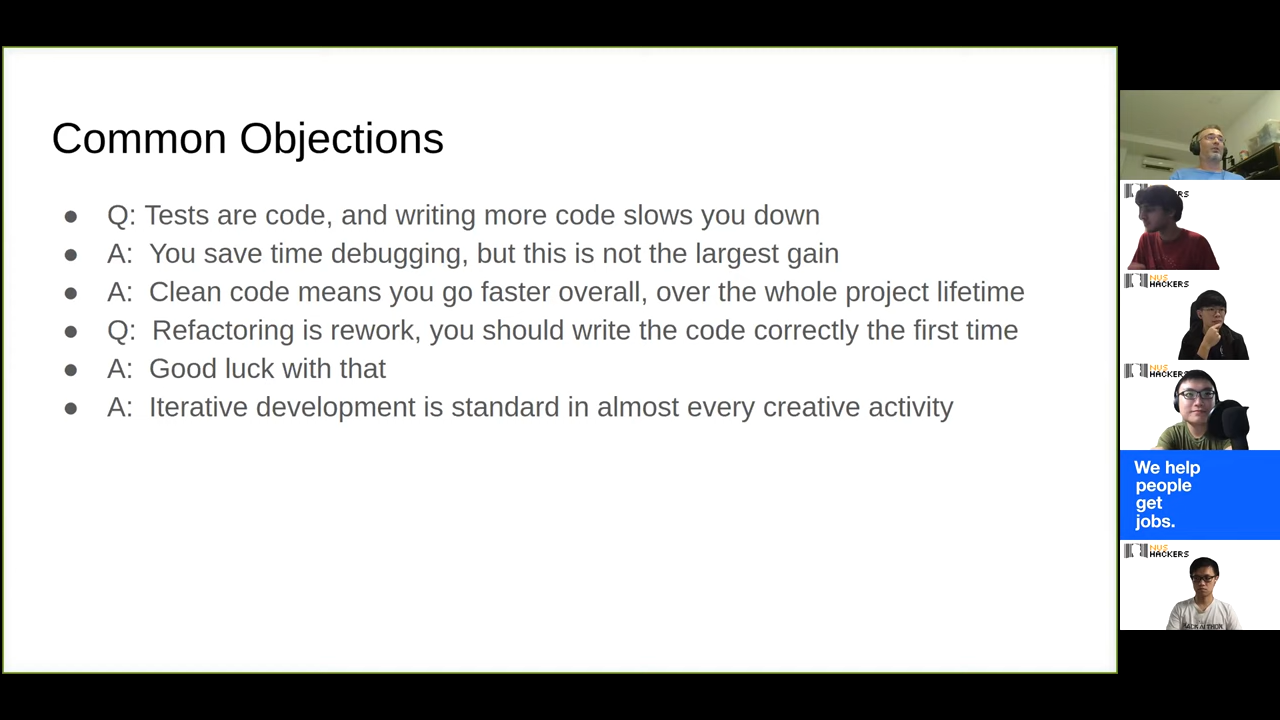 Common Objections
● Q: Tests are code, and writing more code slows you down
● A: You save time debugging, but this is not the largest gain
● A: Clean code means you go faster overall, over the whole project lifetime
● Q: Refactoring is rework, you should write the code correctly the first time
● A: Good luck with that
● A: Iterative development is standard in almost every creative activity
NUS
HACKERS
NUS
HACKERS
We help
people
get
jobs.
NUS
HACKERS